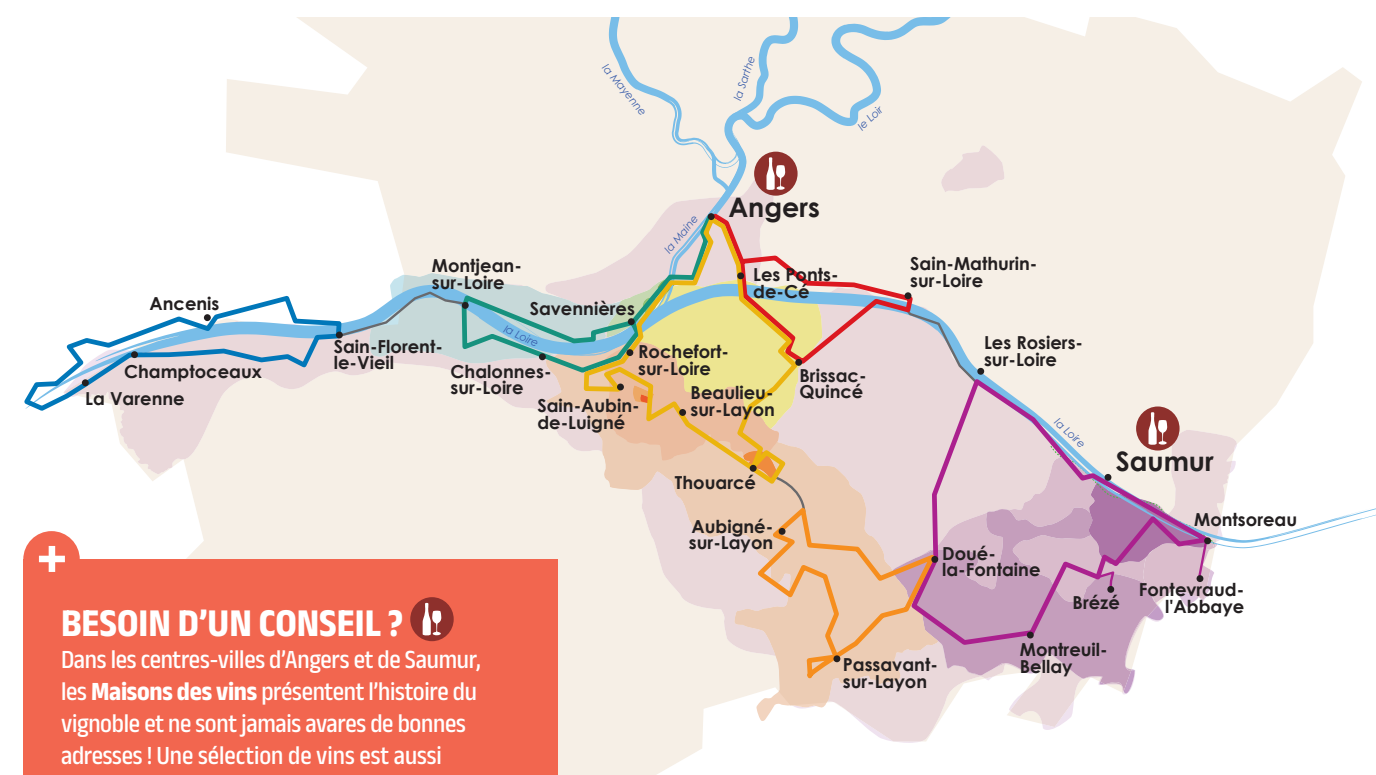 la Mayenne
la Sarthe
le Loir
Angers
la Maine
Montjean-
sur-Loire
Sain-Mathurin-
sur-Loire
Les Ponts-
de-Cé
Ancenis
Savennières
la Loire
Sain-Florent-
le-Vieil
Champtoceaux
La Varenne
Chalonnes-
sur-Loire
Rochefort-
sur-Loire
Les Rosiers-
sur-Loire
Brissac-
Quincé
Beaulieu-
sur-Layon
Sain-Aubin-
de-Luigné
la Loire
Saumur
Thouarcé
Montsoreau
Aubigné-
sur-Layon
Doué-
la-Fontaine
Brézé
Fontevraud-
l'Abbaye
Montreuil-
Bellay
Passavant-
sur-Layon
+
BESOIN D'UN CONSEIL ?
Dans les centres-villes d'Angers et de Saumur,
les Maisons des vins présentent l'histoire du
vignoble et ne sont jamais avares de bonnes
adresses ! Une sélection de vins est aussi